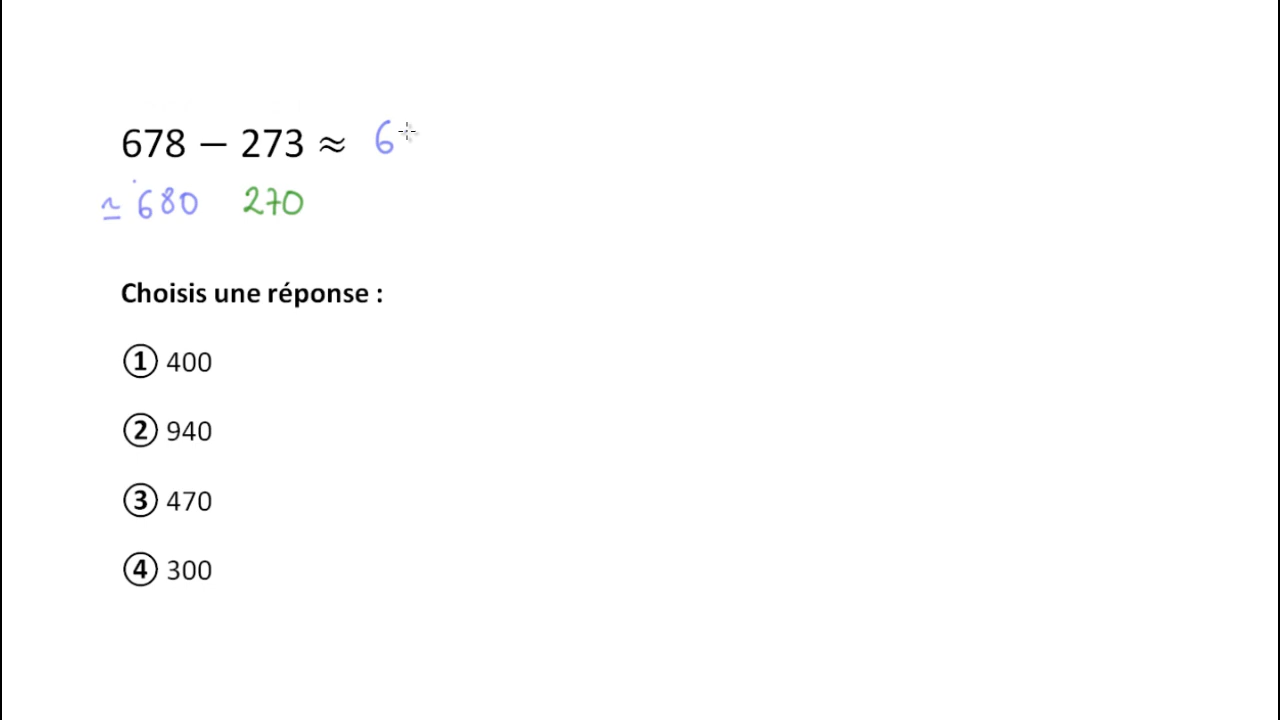 678 − 273 ≈ 6
≃ 680 270
Choisis une réponse :
① 400
② 940
③ 470
④ 300